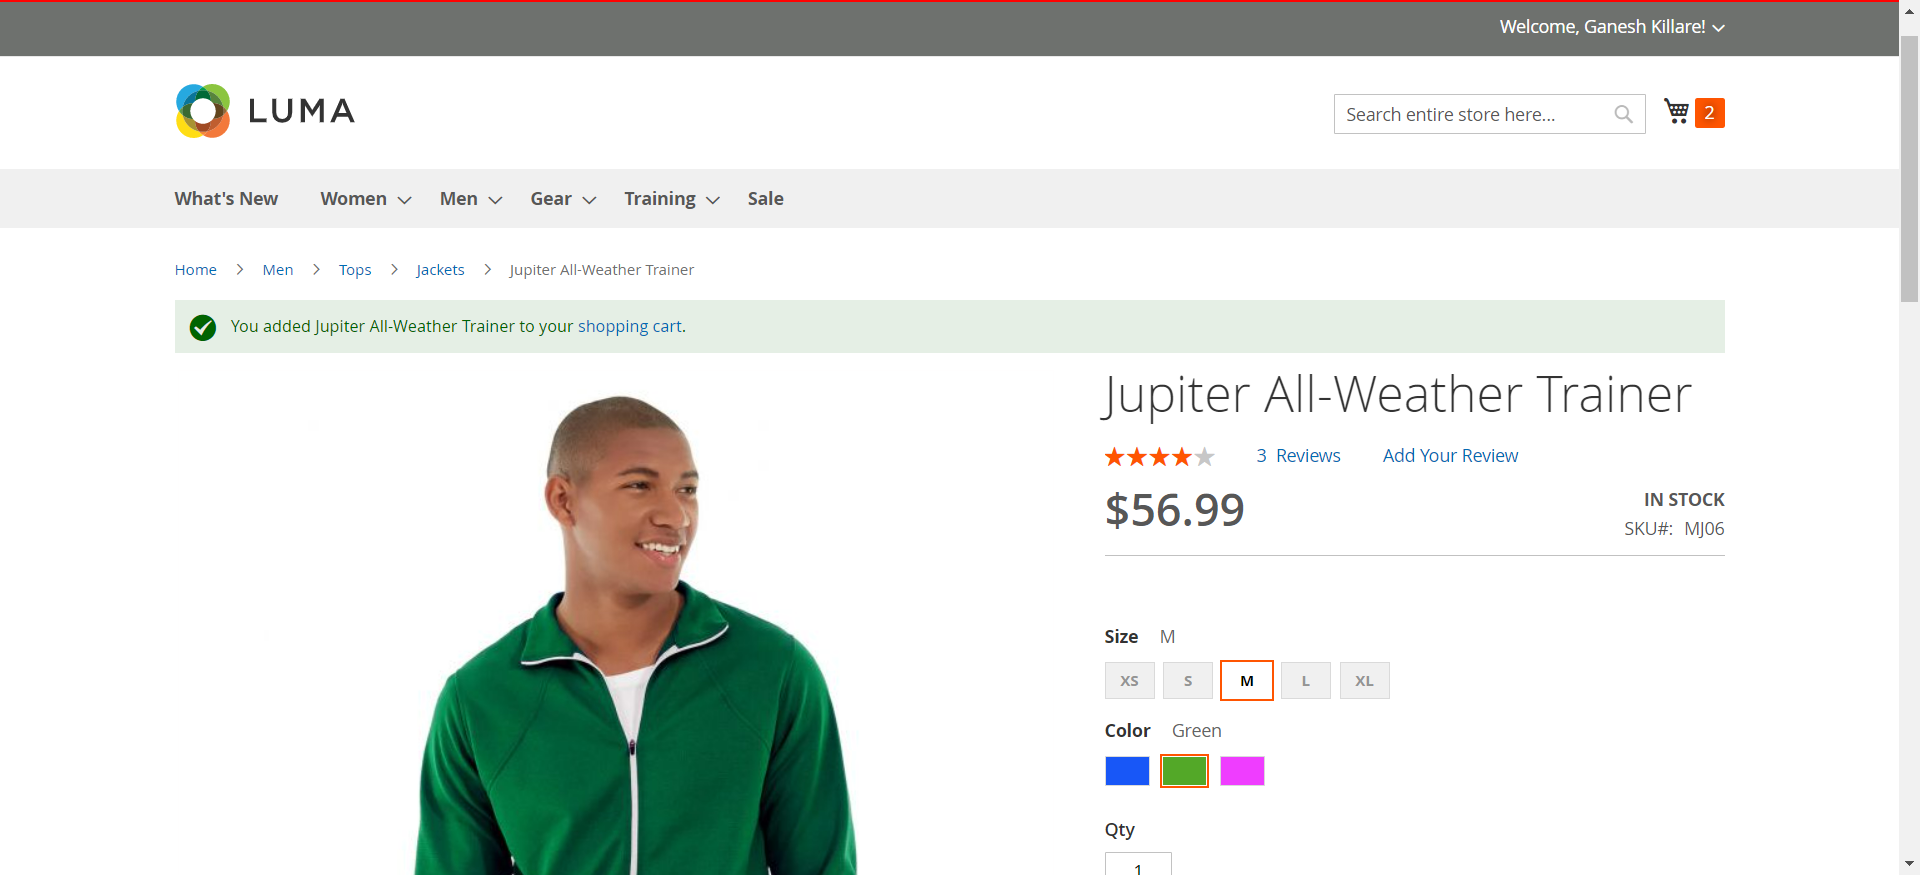 Welcome, Ganesh Killare!
LUMA
Search entire store here...
2
What's New Women Men Gear Training Sale
Home > Men > Tops > Jackets > Jupiter All-Weather Trainer
You added Jupiter All-Weather Trainer to your shopping cart.
Jupiter All-Weather Trainer
3 Reviews Add Your Review
$56.99
IN STOCK
SKU#: MJ06
Size M
XS S M L XL
Color Green
Qty
1